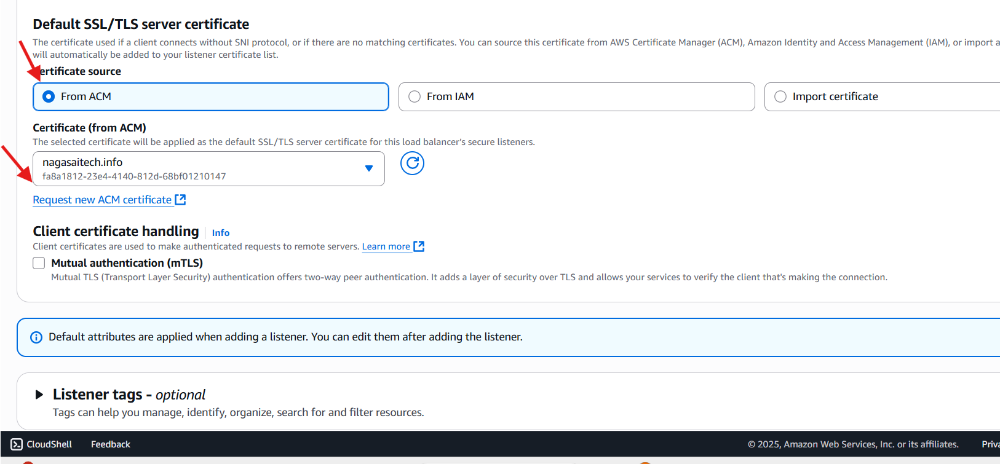 Default SSL/TLS server certificate
The certificate used if a client connects without SNI protocol, or if there are no matching certificates. You can source this certificate from AWS Certificate Manager (ACM), Amazon Identity and Access Management (IAM), or import a
will automatically be added to your listener certificate list.
ertificate source
From ACM
From IAM
Import certificate
Certificate (from ACM)
The selected certificate will be applied as the default SSL/TLS server certificate for this load balancer's secure listeners.
nagasaitech.info
fa8a1812-23e4-4140-812d-68bf01210147
Request new ACM certificate
Client certificate handling Info
Client certificates are used to make authenticated requests to remote servers. Learn more
Mutual authentication (mTLS)
Mutual TLS (Transport Layer Security) authentication offers two-way peer authentication. It adds a layer of security over TLS and allows your services to verify the client that's making the connection.
Default attributes are applied when adding a listener. You can edit them after adding the listener.
Listener tags - optional
Tags can help you manage, identify, organize, search for and filter resources.
CloudShell Feedback © 2025, Amazon Web Services, Inc. or its affiliates. Priva